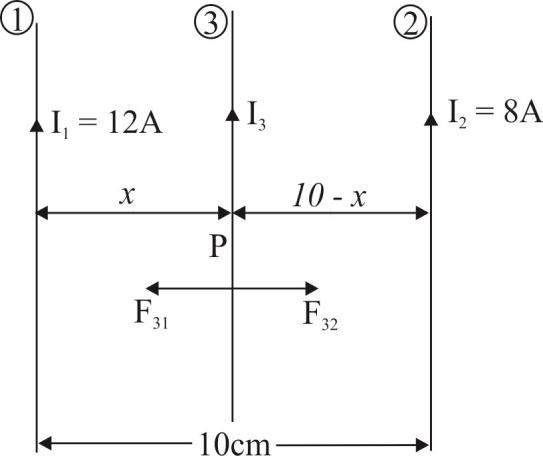 ① ③ ②
I₁ = 12A I₃ I₂ = 8A
x 10 - x
P
F₃₁ F₃₂
10cm